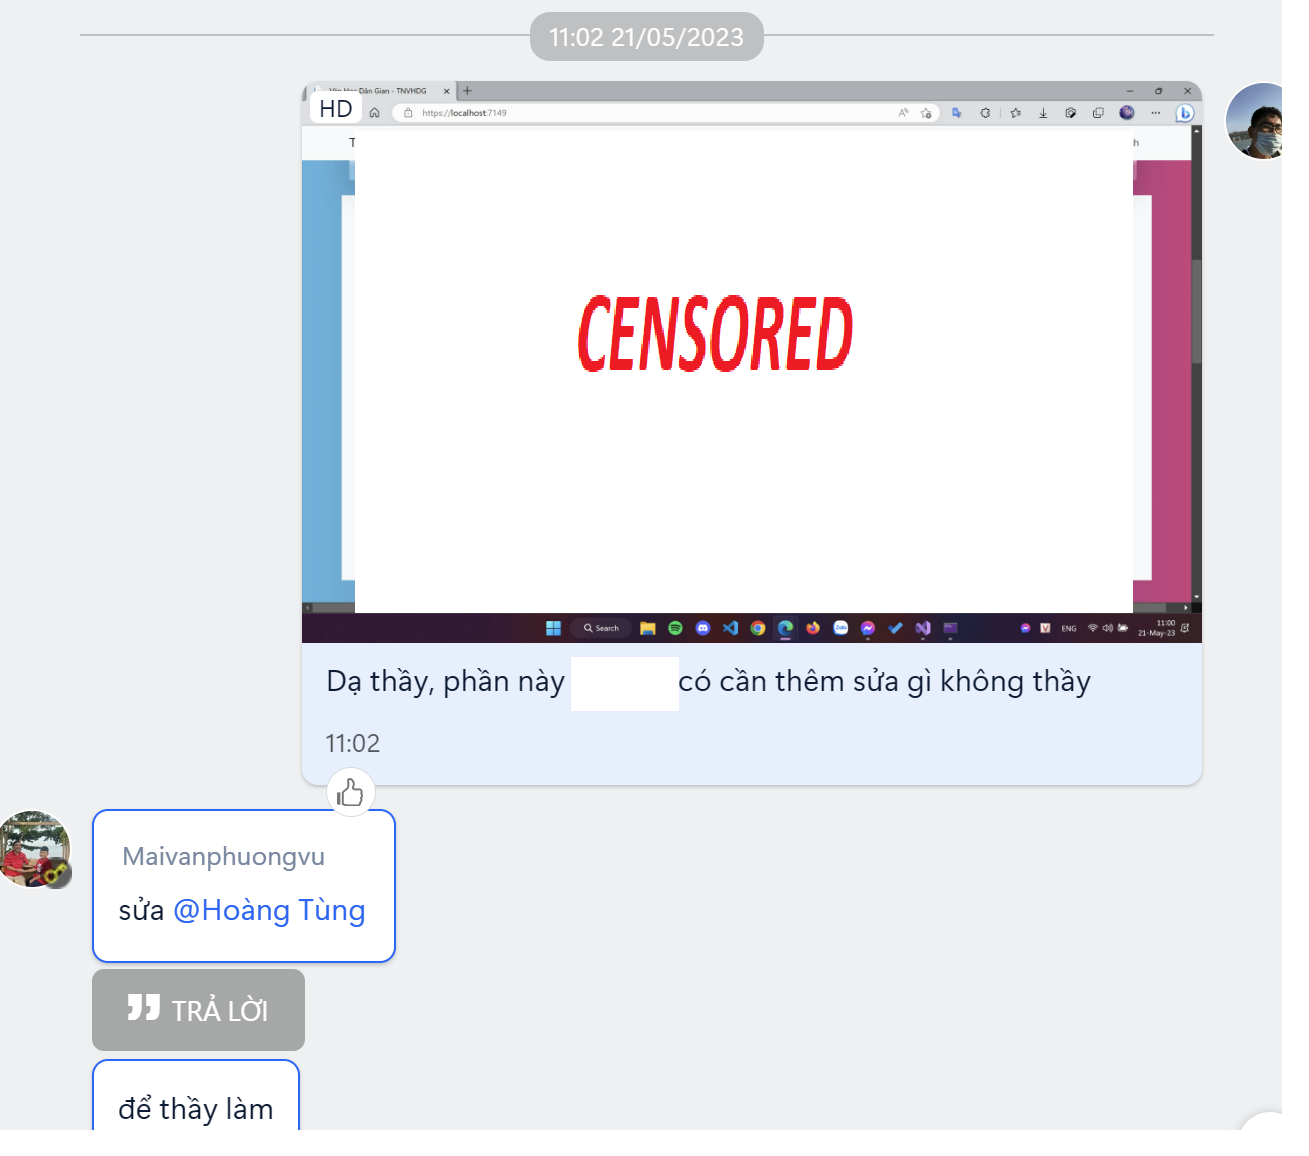 11:02 21/05/2023
Dân Gian - TNVHDG
HD
https://localhost:7149
CENSORED
Search
Zalo
V
ENG
11:00
21-May-23
Dạ thầy, phần này có cần thêm sửa gì không thầy
11:02
Maivanphuongvu
sửa @Hoàng Tùng
TRẢ LỜI
để thầy làm